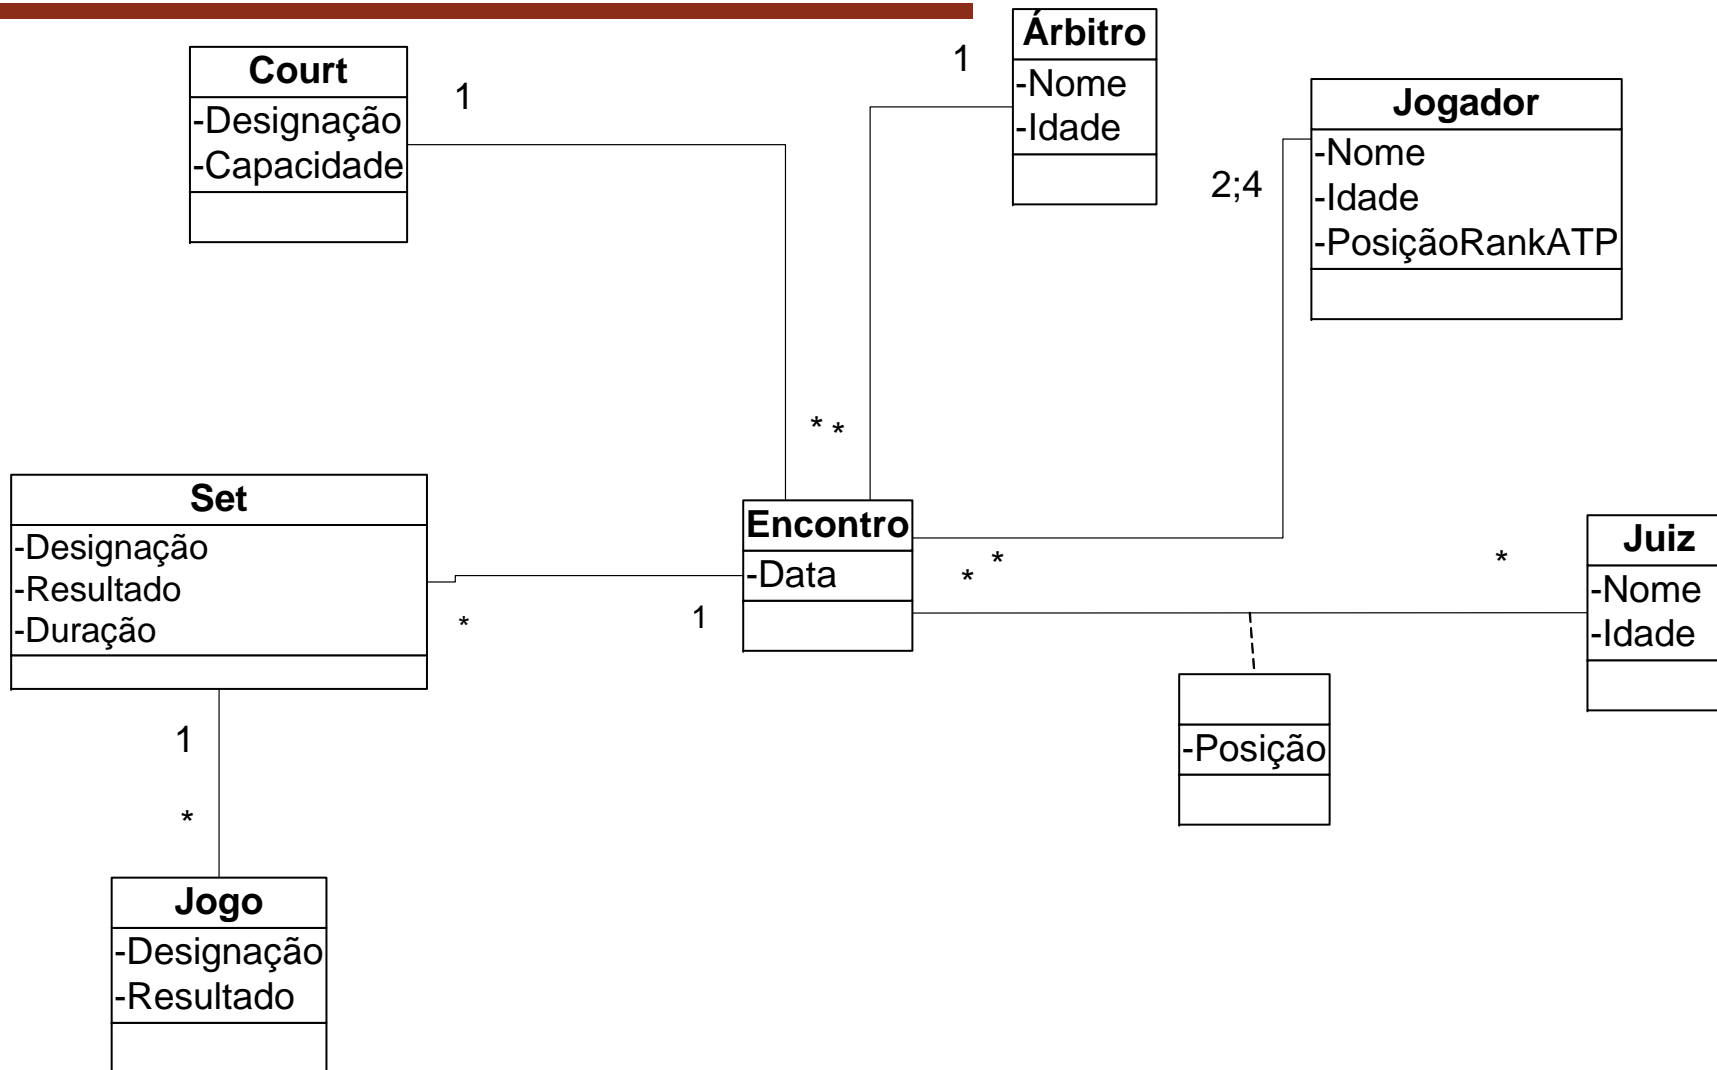 Court
-Designação
-Capacidade
1
1
Árbitro
-Nome
-Idade
Jogador
-Nome
-Idade
-PosiçãoRankATP
2;4
* *
Set
-Designação
-Resultado
-Duração
*
1
Encontro
-Data
*
*
*
Juiz
-Nome
-Idade
-Posição
1
*
Jogo
-Designação
-Resultado